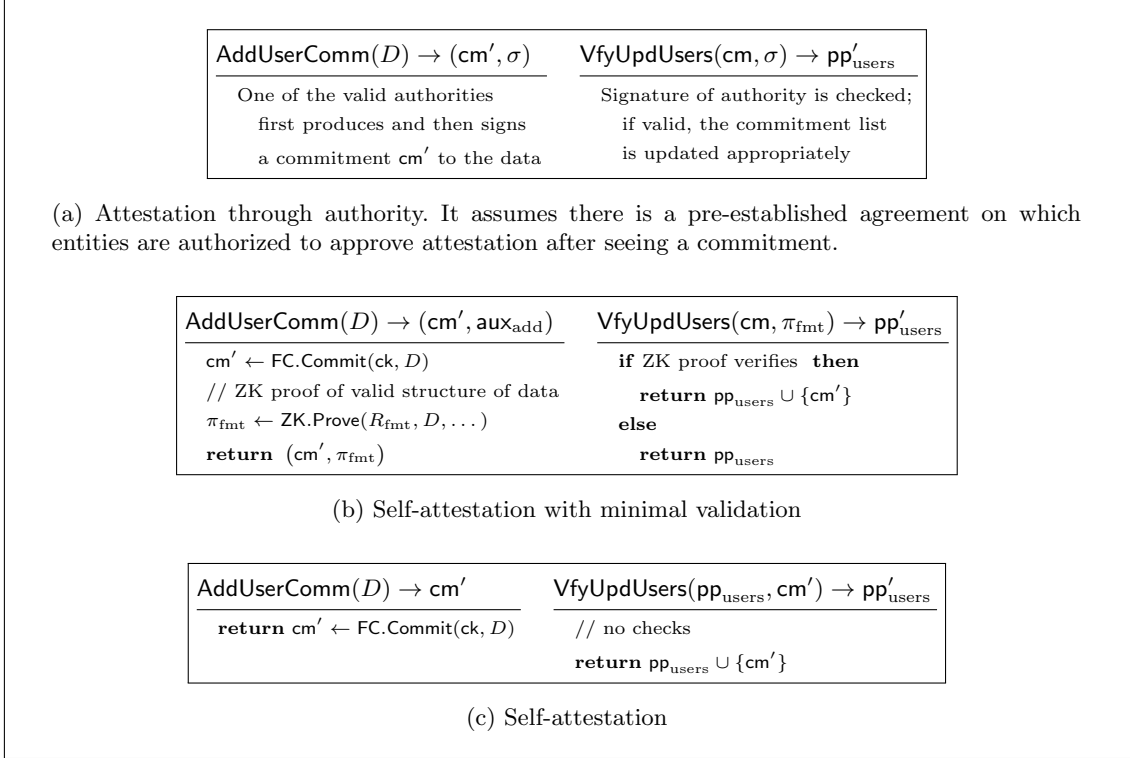 AddUserComm(D) → (cm′, σ)
One of the valid authorities
first produces and then signs
a commitment cm′ to the data
VfyUpdUsers(cm, σ) → pp′users
Signature of authority is checked;
if valid, the commitment list
is updated appropriately
(a) Attestation through authority. It assumes there is a pre-established agreement on which
entities are authorized to approve attestation after seeing a commitment.
AddUserComm(D) → (cm′, auxadd)
cm′ ← FC.Commit(ck, D)
// ZK proof of valid structure of data
πfmt ← ZK.Prove(Rfmt, D, . . . )
return (cm′, πfmt)
VfyUpdUsers(cm, πfmt) → pp′users
if ZK proof verifies then
return ppusers ∪ {cm′}
else
return ppusers
(b) Self-attestation with minimal validation
AddUserComm(D) → cm′
return cm′ ← FC.Commit(ck, D)
VfyUpdUsers(ppusers, cm′) → pp′users
// no checks
return ppusers ∪ {cm′}
(c) Self-attestation